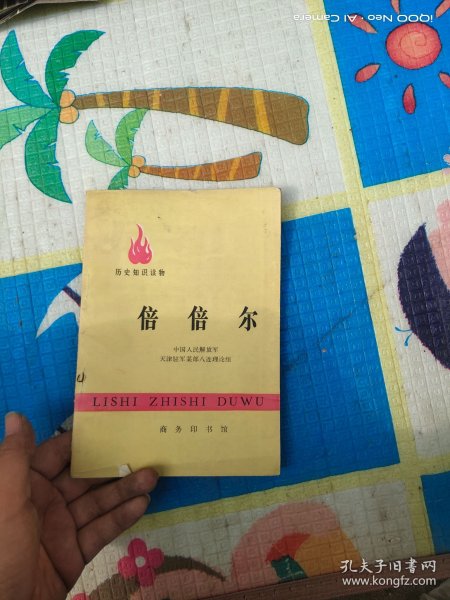 iQOO Neo · AI Camera
历史知识读物
倍倍尔
中国人民解放军
天津驻军某部八连理论组
LISHI ZHISHI DUWU
商务印书馆
孔夫子旧书网
www.kongfz.com